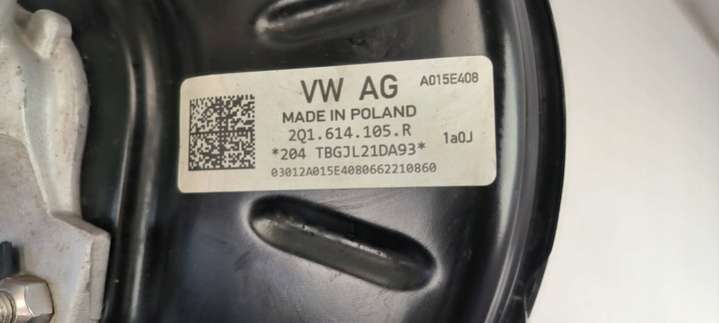 VW AG A015E408
MADE IN POLAND
2Q1.614.105.R
*204 TBGJL21DA93* 1a0J
03012A015E4080662210860